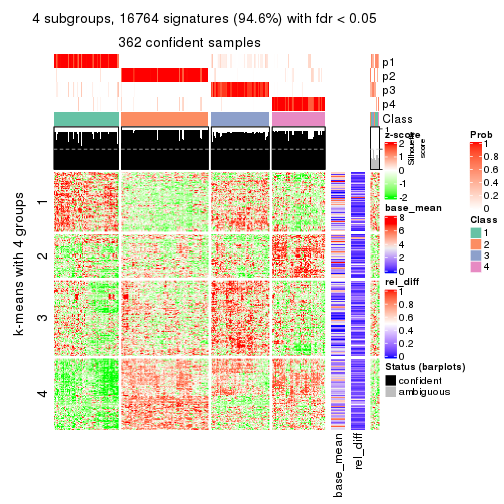 4 subgroups, 16764 signatures (94.6%) with fdr < 0.05
362 confident samples
p1
p2
p3
p4
Class
1
Silhouette
score
k-means with 4 groups
1
2
3
4
base_mean
rel_diff
z-score
2
1
0
-1
-2
base_mean
8
6
4
2
0
rel_diff
1
0.8
0.6
0.4
0.2
0
Status (barplots)
confident
ambiguous
Prob
1
0.8
0.6
0.4
0.2
0
Class
1
2
3
4